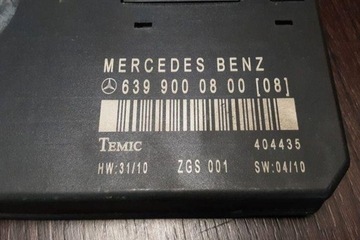 MERCEDES BENZ
639 900 08 00 [08]
TEMIC 404435
HW:31/10 ZGS 001 SW:04/10